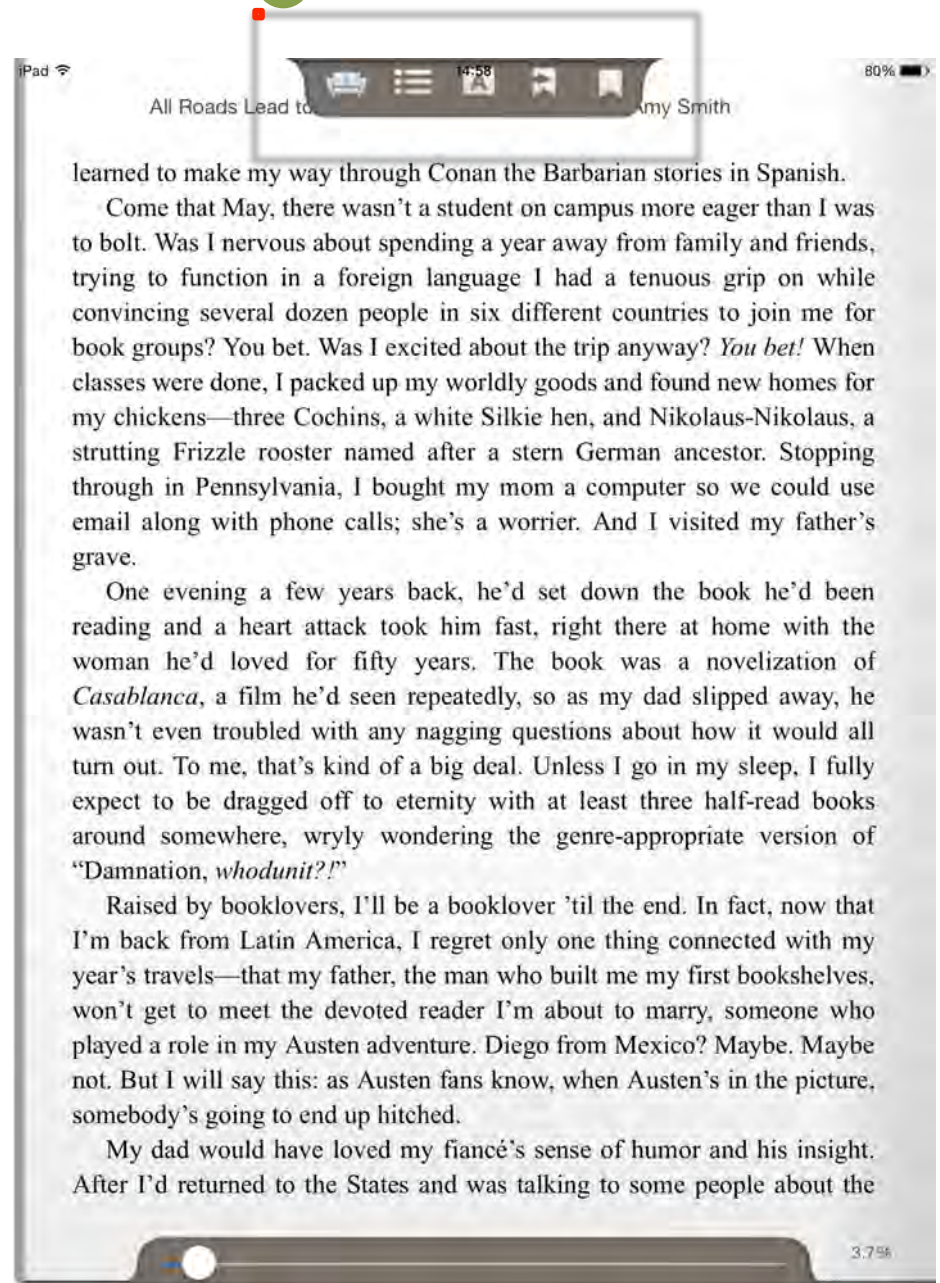 iPad
14:58
80%
All Roads Lead to
Amy Smith
learned to make my way through Conan the Barbarian stories in Spanish.
Come that May, there wasn’t a student on campus more eager than I was
to bolt. Was I nervous about spending a year away from family and friends,
trying to function in a foreign language I had a tenuous grip on while
convincing several dozen people in six different countries to join me for
book groups? You bet. Was I excited about the trip anyway? You bet! When
classes were done, I packed up my worldly goods and found new homes for
my chickens—three Cochins, a white Silkie hen, and Nikolaus-Nikolaus, a
strutting Frizzle rooster named after a stern German ancestor. Stopping
through in Pennsylvania, I bought my mom a computer so we could use
email along with phone calls; she’s a worrier. And I visited my father’s
grave.
One evening a few years back, he’d set down the book he’d been
reading and a heart attack took him fast, right there at home with the
woman he’d loved for fifty years. The book was a novelization of
Casablanca, a film he’d seen repeatedly, so as my dad slipped away, he
wasn’t even troubled with any nagging questions about how it would all
turn out. To me, that’s kind of a big deal. Unless I go in my sleep, I fully
expect to be dragged off to eternity with at least three half-read books
around somewhere, wryly wondering the genre-appropriate version of
“Damnation, whodunit?!”
Raised by booklovers, I’ll be a booklover ’til the end. In fact, now that
I’m back from Latin America, I regret only one thing connected with my
year’s travels—that my father, the man who built me my first bookshelves,
won’t get to meet the devoted reader I’m about to marry, someone who
played a role in my Austen adventure. Diego from Mexico? Maybe. Maybe
not. But I will say this: as Austen fans know, when Austen’s in the picture,
somebody’s going to end up hitched.
My dad would have loved my fiancé’s sense of humor and his insight.
After I’d returned to the States and was talking to some people about the
3.7%